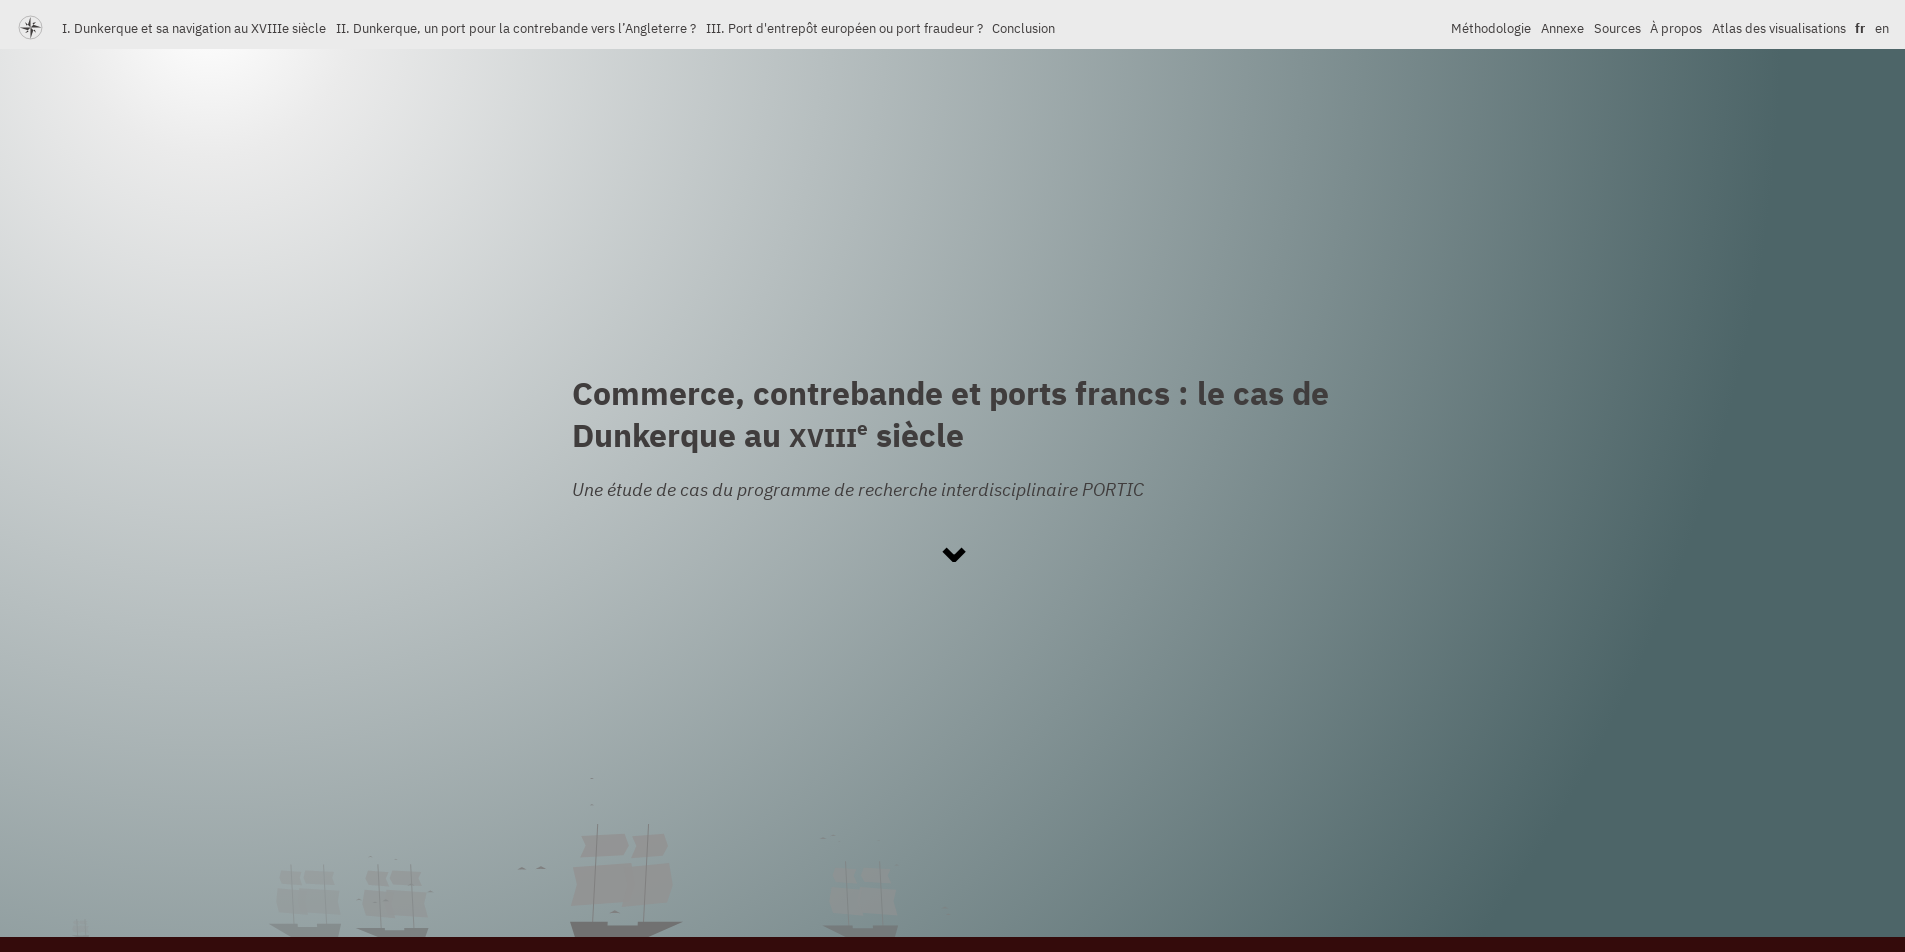 I. Dunkerque et sa navigation au XVIIIe siècle II. Dunkerque, un port pour la contrebande vers l’Angleterre ? III. Port d'entrepôt européen ou port fraudeur ? Conclusion Méthodologie Annexe Sources À propos Atlas des visualisations fr en
Commerce, contrebande et ports francs : le cas de
Dunkerque au XVIIIe siècle
Une étude de cas du programme de recherche interdisciplinaire PORTIC